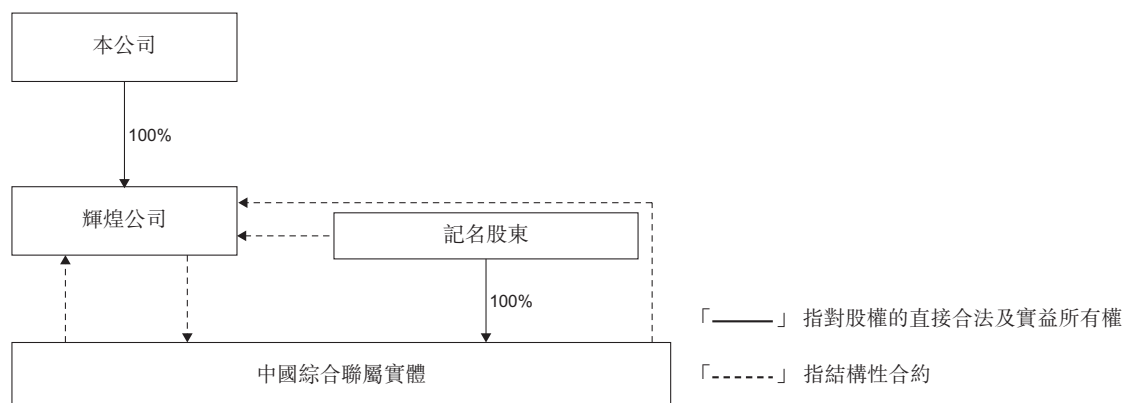 本公司
100%
輝煌公司
記名股東
100%
「———」 指對股權的直接合法及實益所有權
中國綜合聯屬實體
「------」 指結構性合約